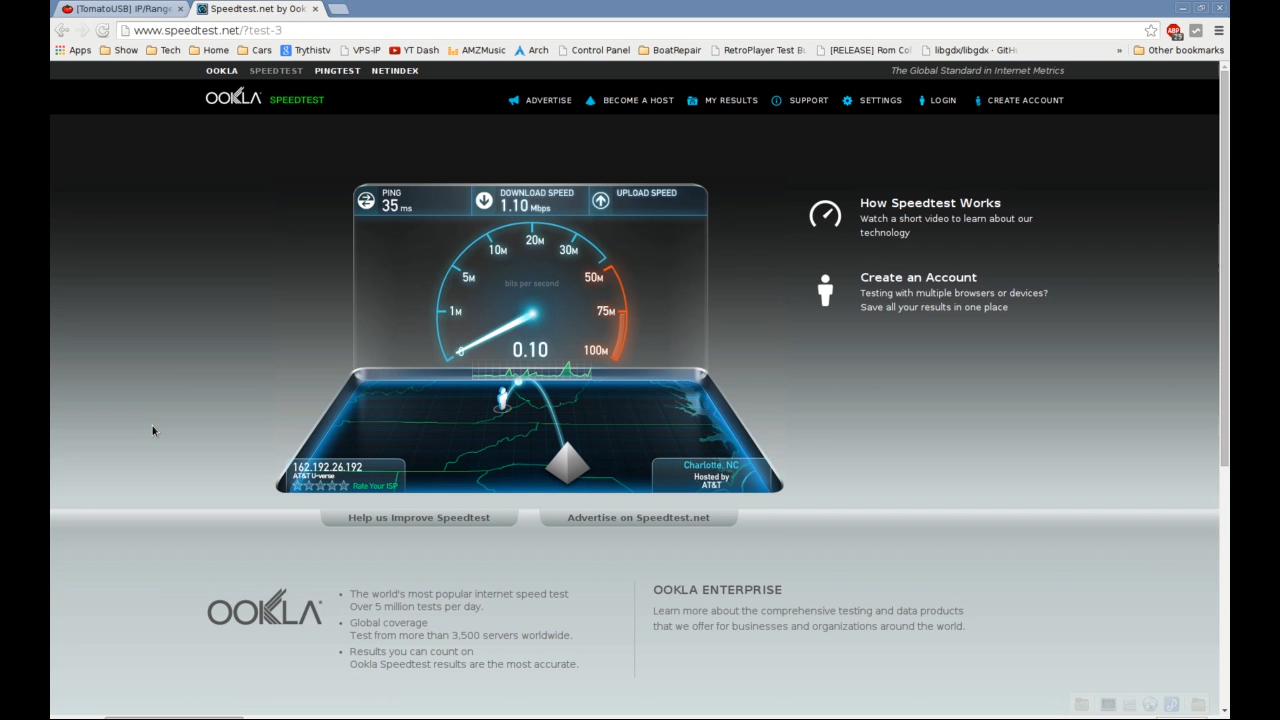 [TomatoUSB] IP/Range
Speedtest.net by Ook
www.speedtest.net/?test-3
Apps Show Tech Home Cars Trythistv VPS-IP YT Dash AMZMusic Arch Control Panel BoatRepair RetroPlayer Test B [RELEASE] Rom Co libgdx/libgdx · GitH » Other bookmarks
OOKLA SPEEDTEST PINGTEST NETINDEX
The Global Standard in Internet Metrics
OOKLA SPEEDTEST
ADVERTISE BECOME A HOST MY RESULTS SUPPORT SETTINGS LOGIN CREATE ACCOUNT
PING
35 ms
DOWNLOAD SPEED
1.10 Mbps
UPLOAD SPEED
0
1M
5M
10M
20M
30M
50M
75M
100M
bits per second
0.10
162.192.26.192
AT&T U-verse
Rate Your ISP
Charlotte, NC
Hosted by
AT&T
How Speedtest Works
Watch a short video to learn about our
technology
Create an Account
Testing with multiple browsers or devices?
Save all your results in one place
Help us Improve Speedtest
Advertise on Speedtest.net
OOKLA
The world's most popular internet speed test
Over 5 million tests per day.
Global coverage
Test from more than 3,500 servers worldwide.
Results you can count on
Ookla Speedtest results are the most accurate.
OOKLA ENTERPRISE
Learn more about the comprehensive testing and data products
that we offer for businesses and organizations around the world.